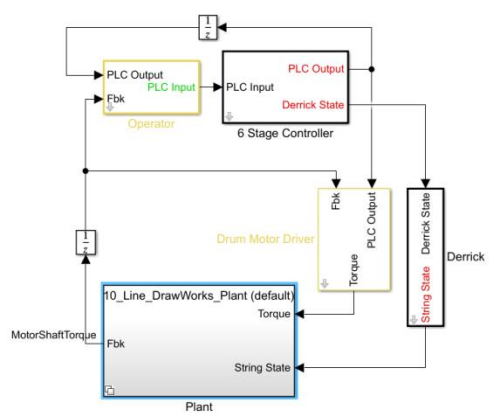 1
z
PLC Output
PLC Input
Fbk
Operator
PLC Input
PLC Output
Derrick State
6 Stage Controller
Fbk
PLC Output
Torque
Drum Motor Driver
Derrick State
String State
Derrick
1
z
10_Line_DrawWorks_Plant (default)
Torque
MotorShaftTorque
Fbk
String State
Plant